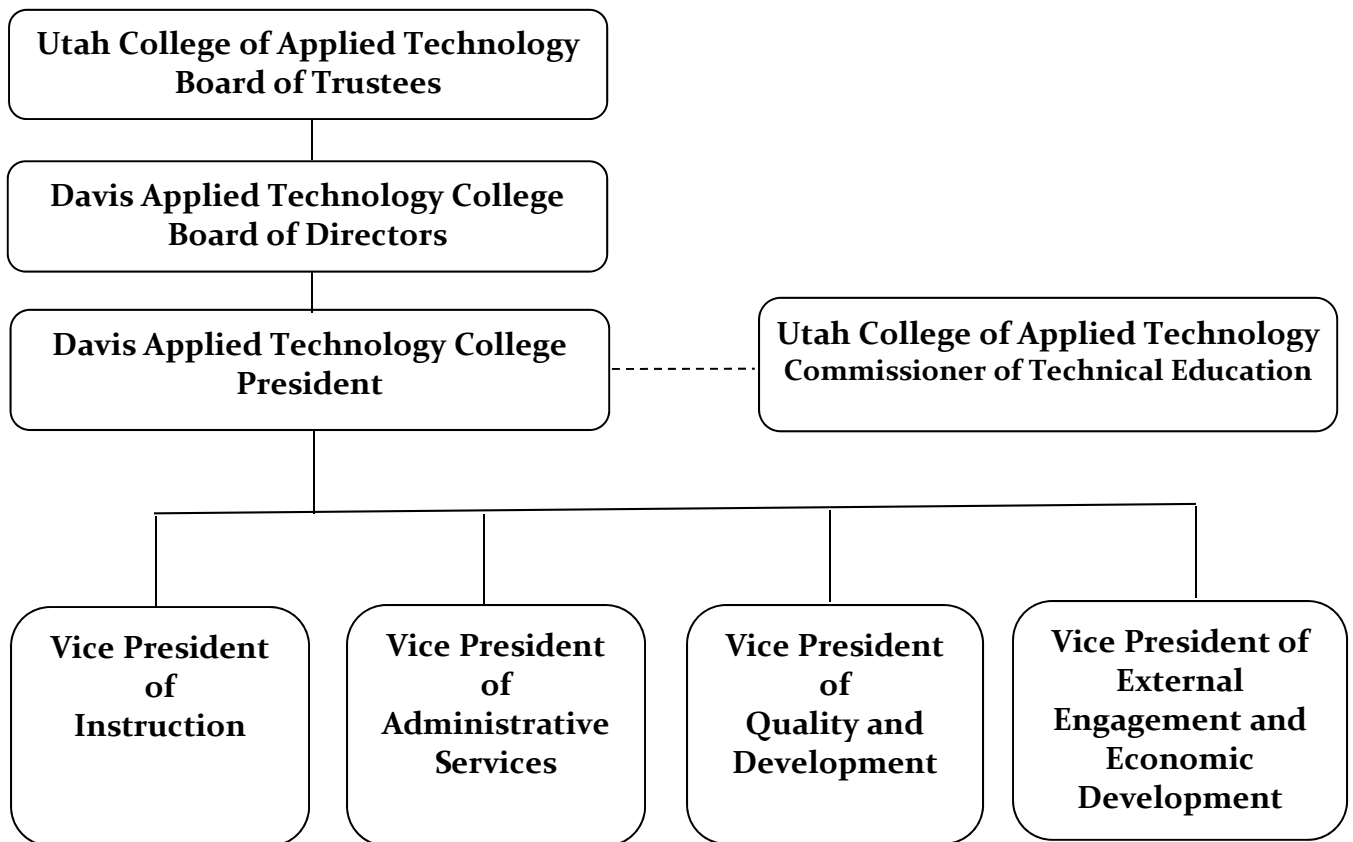 Utah College of Applied Technology
Board of Trustees
Davis Applied Technology College
Board of Directors
Davis Applied Technology College
President
Utah College of Applied Technology
Commissioner of Technical Education
Vice President
of
Instruction
Vice President
of
Administrative
Services
Vice President
of
Quality and
Development
Vice President of
External
Engagement and
Economic
Development